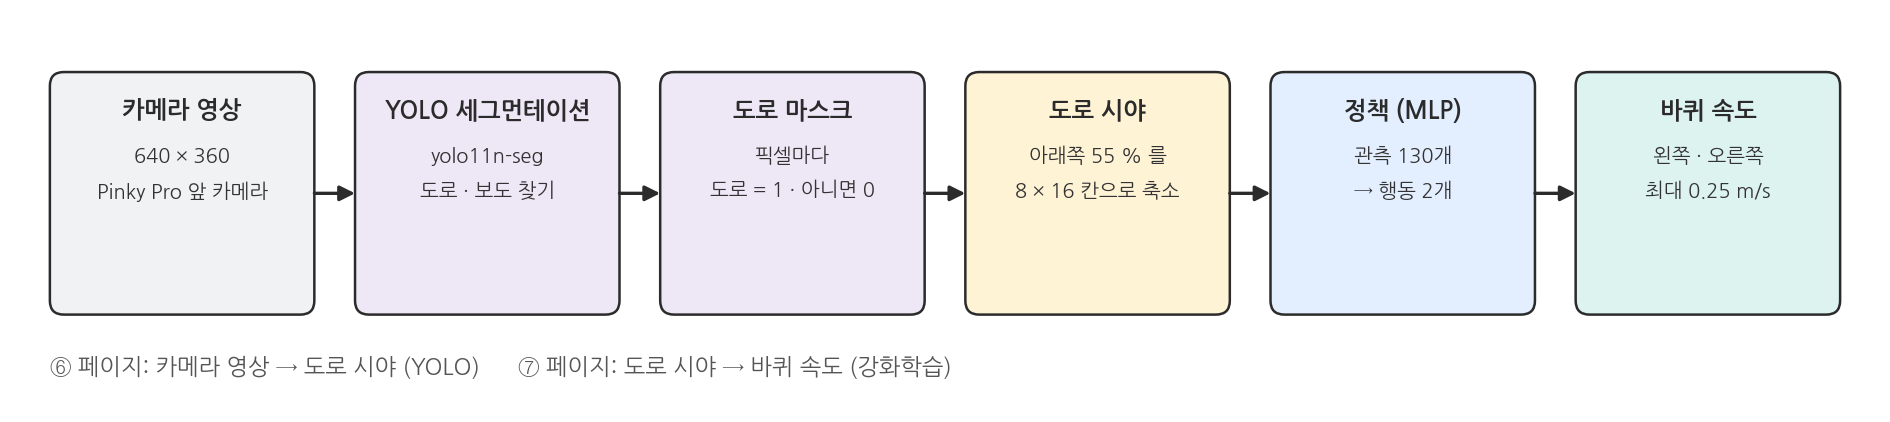 카메라 영상
640 × 360
Pinky Pro 앞 카메라
YOLO 세그먼테이션
yolo11n-seg
도로 · 보도 찾기
도로 마스크
픽셀마다
도로 = 1 · 아니면 0
도로 시야
아래쪽 55 % 를
8 × 16 칸으로 축소
정책 (MLP)
관측 130개
→ 행동 2개
바퀴 속도
왼쪽 · 오른쪽
최대 0.25 m/s
⑥ 페이지: 카메라 영상 → 도로 시야 (YOLO) ⑦ 페이지: 도로 시야 → 바퀴 속도 (강화학습)